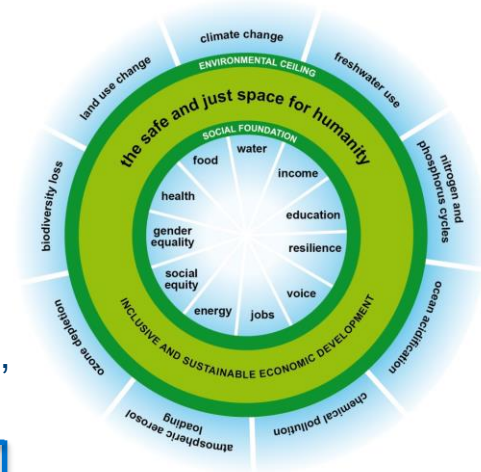 climate change
freshwater use
nitrogen and
phosphorus cycles
ocean acidification
chemical pollution
atmospheric aerosol
loading
ozone depletion
biodiversity loss
land use change
ENVIRONMENTAL CEILING
the safe and just space for humanity
SOCIAL FOUNDATION
water
income
education
resilience
voice
jobs
energy
social
equity
gender
equality
health
food
INCLUSIVE AND SUSTAINABLE ECONOMIC DEVELOPMENT
,